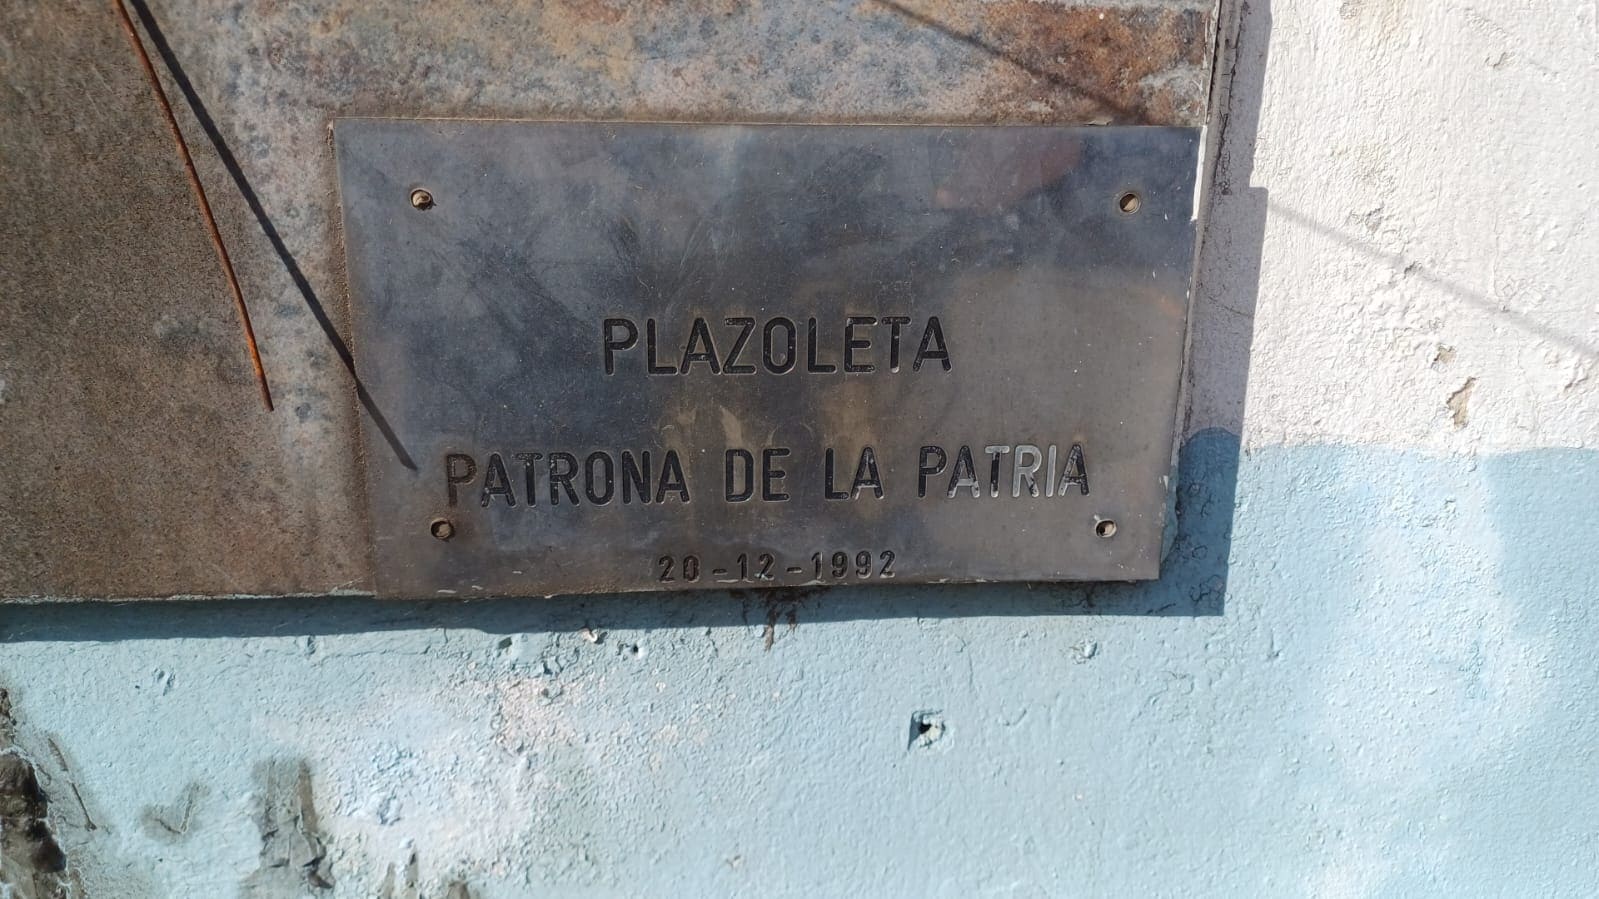 PLAZOLETA
PATRONA DE LA PATRIA
20-12-1992